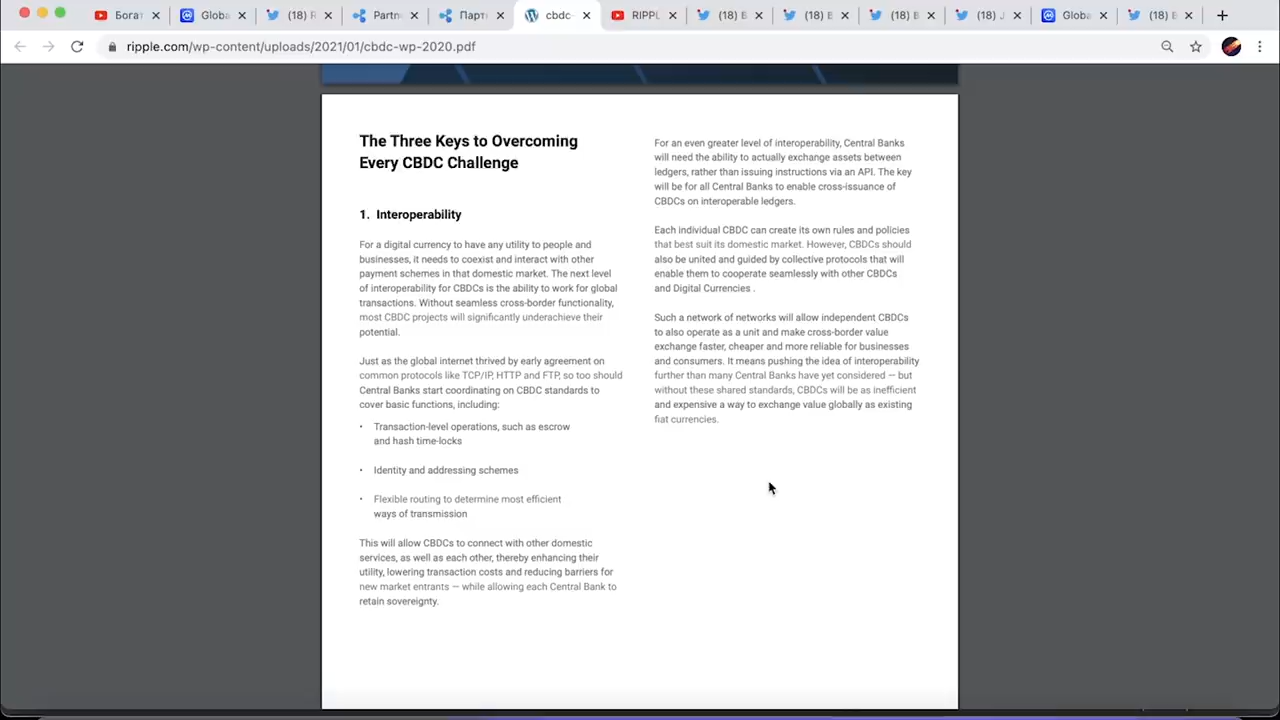 Богат
Globa
(18) R
Partne
Партн
cbdc-
RIPPL
(18) B
(18) B
(18) B
(18) J
Globa
(18) B
ripple.com/wp-content/uploads/2021/01/cbdc-wp-2020.pdf
The Three Keys to Overcoming
Every CBDC Challenge
1. Interoperability
For a digital currency to have any utility to people and
businesses, it needs to coexist and interact with other
payment schemes in that domestic market. The next level
of interoperability for CBDCs is the ability to work for global
transactions. Without seamless cross-border functionality,
most CBDC projects will significantly underachieve their
potential.
Just as the global internet thrived by early agreement on
common protocols like TCP/IP, HTTP and FTP, so too should
Central Banks start coordinating on CBDC standards to
cover basic functions, including:
• Transaction-level operations, such as escrow
and hash time-locks
• Identity and addressing schemes
• Flexible routing to determine most efficient
ways of transmission
This will allow CBDCs to connect with other domestic
services, as well as each other, thereby enhancing their
utility, lowering transaction costs and reducing barriers for
new market entrants — while allowing each Central Bank to
retain sovereignty.
For an even greater level of interoperability, Central Banks
will need the ability to actually exchange assets between
ledgers, rather than issuing instructions via an API. The key
will be for all Central Banks to enable cross-issuance of
CBDCs on interoperable ledgers.
Each individual CBDC can create its own rules and policies
that best suit its domestic market. However, CBDCs should
also be united and guided by collective protocols that will
enable them to cooperate seamlessly with other CBDCs
and Digital Currencies .
Such a network of networks will allow independent CBDCs
to also operate as a unit and make cross-border value
exchange faster, cheaper and more reliable for businesses
and consumers. It means pushing the idea of interoperability
further than many Central Banks have yet considered — but
without these shared standards, CBDCs will be as inefficient
and expensive a way to exchange value globally as existing
fiat currencies.